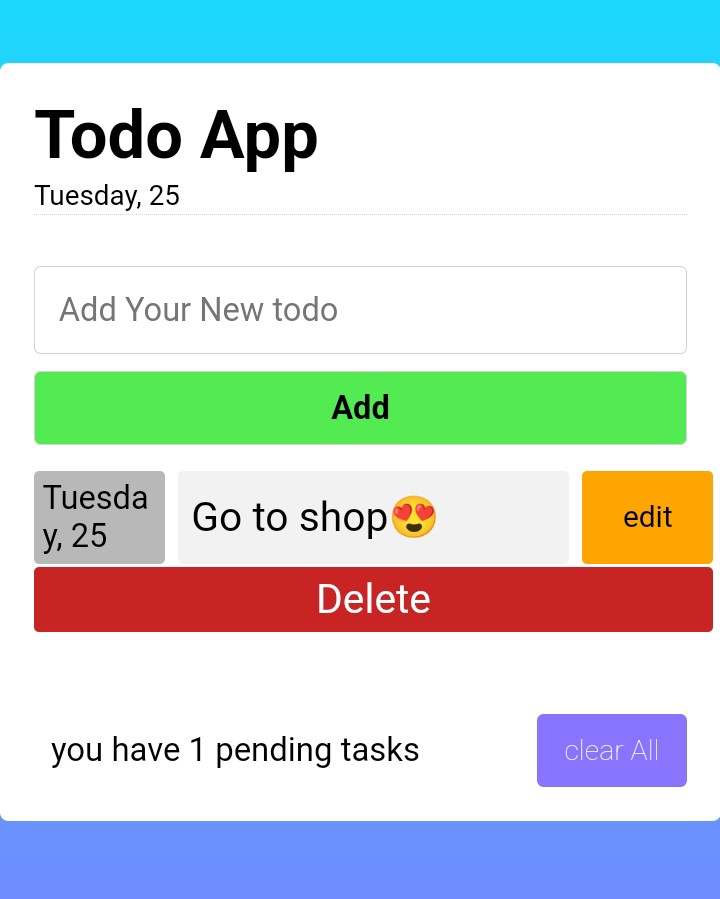 Todo App
Tuesday, 25
Add Your New todo
Add
Tuesda
y, 25
Go to shop😍
edit
Delete
you have 1 pending tasks
clear All